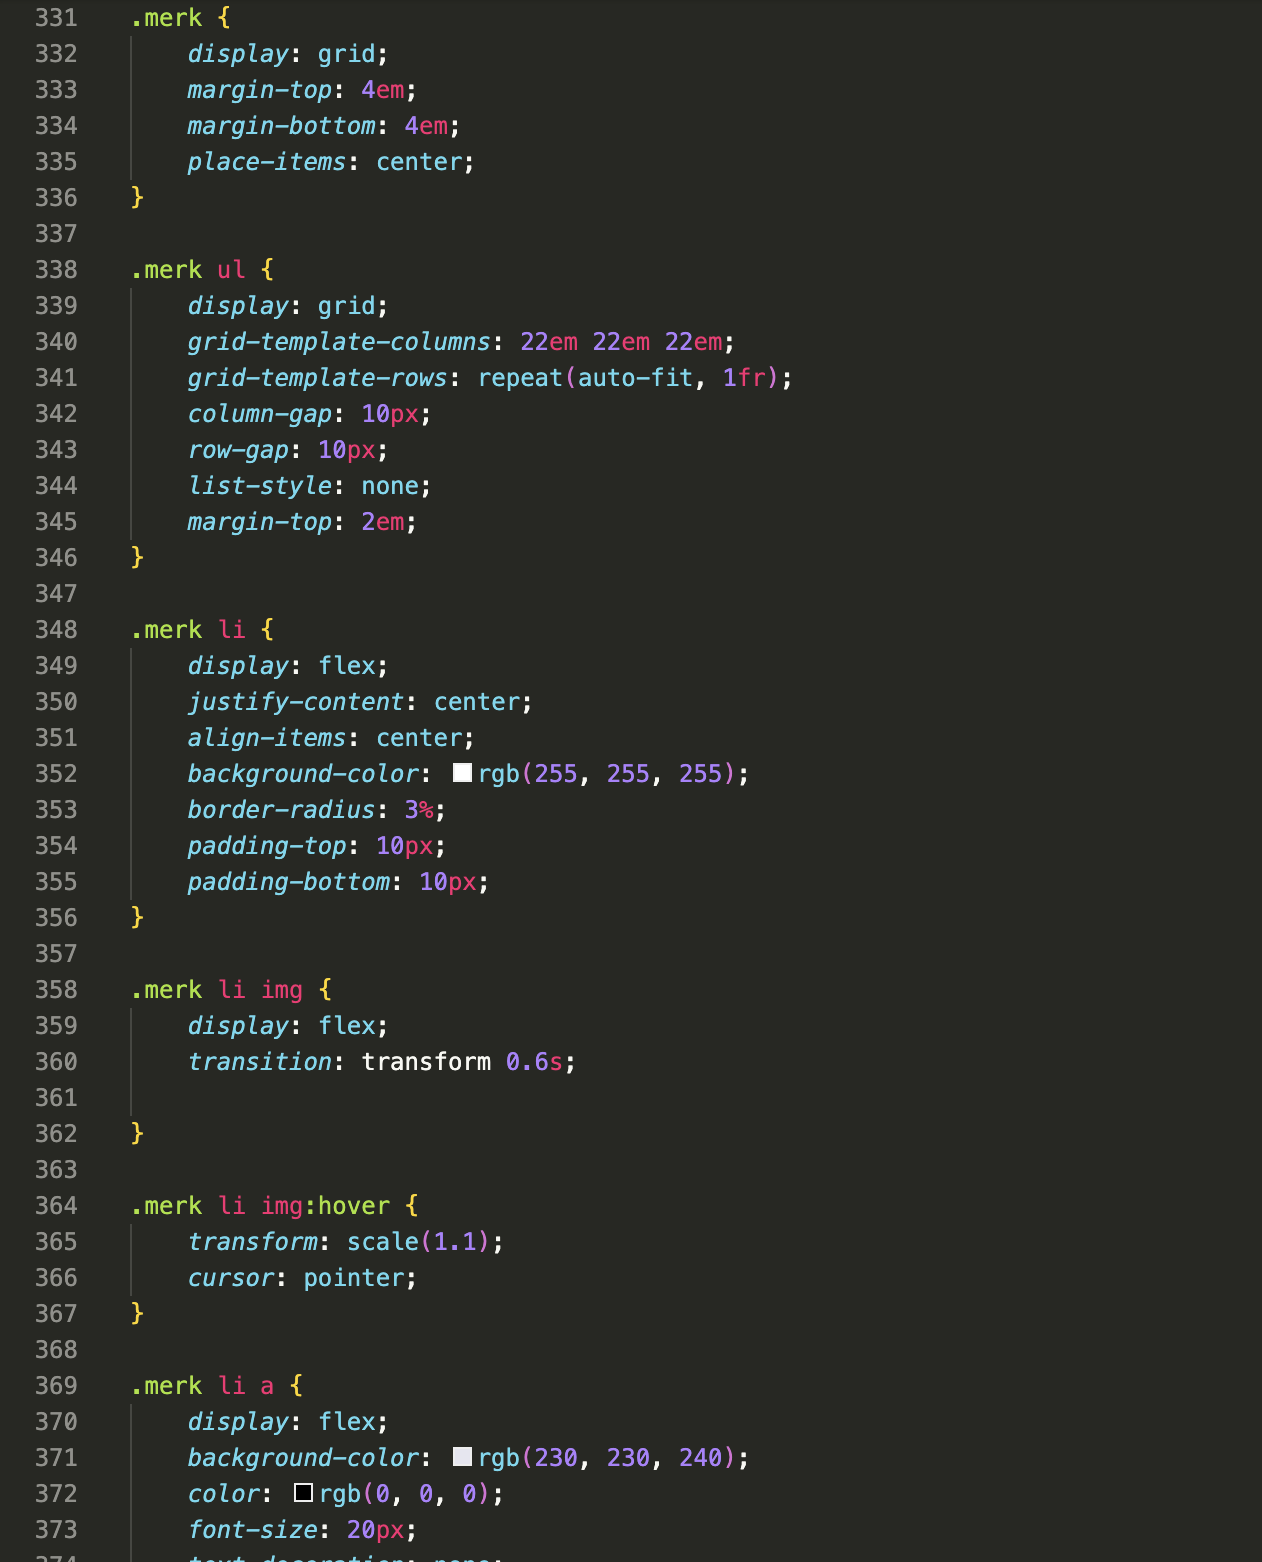 331 .merk {
332 display: grid;
333 margin-top: 4em;
334 margin-bottom: 4em;
335 place-items: center;
336 }
337
338 .merk ul {
339 display: grid;
340 grid-template-columns: 22em 22em 22em;
341 grid-template-rows: repeat(auto-fit, 1fr);
342 column-gap: 10px;
343 row-gap: 10px;
344 list-style: none;
345 margin-top: 2em;
346 }
347
348 .merk li {
349 display: flex;
350 justify-content: center;
351 align-items: center;
352 background-color: rgb(255, 255, 255);
353 border-radius: 3%;
354 padding-top: 10px;
355 padding-bottom: 10px;
356 }
357
358 .merk li img {
359 display: flex;
360 transition: transform 0.6s;
361
362 }
363
364 .merk li img:hover {
365 transform: scale(1.1);
366 cursor: pointer;
367 }
368
369 .merk li a {
370 display: flex;
371 background-color: rgb(230, 230, 240);
372 color: rgb(0, 0, 0);
373 font-size: 20px;
374 text-decoration: none;